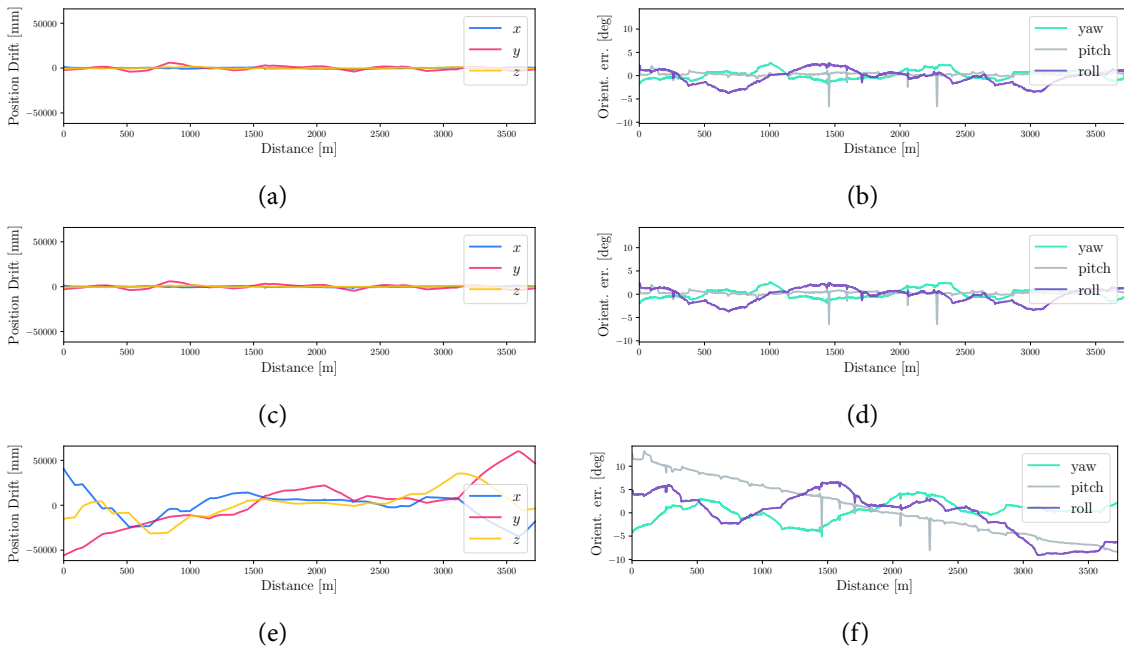 Position Drift [mm]
50000
0
−50000
x
y
z
0 500 1000 1500 2000 2500 3000 3500
Distance [m]
(a)
Orient. err. [deg]
10
5
0
−5
−10
yaw
pitch
roll
0 500 1000 1500 2000 2500 3000 3500
Distance [m]
(b)
Position Drift [mm]
50000
0
−50000
x
y
z
0 500 1000 1500 2000 2500 3000 3500
Distance [m]
(c)
Orient. err. [deg]
10
5
0
−5
−10
yaw
pitch
roll
0 500 1000 1500 2000 2500 3000 3500
Distance [m]
(d)
Position Drift [mm]
50000
0
−50000
x
y
z
0 500 1000 1500 2000 2500 3000 3500
Distance [m]
(e)
Orient. err. [deg]
10
5
0
−5
−10
yaw
pitch
roll
0 500 1000 1500 2000 2500 3000 3500
Distance [m]
(f)